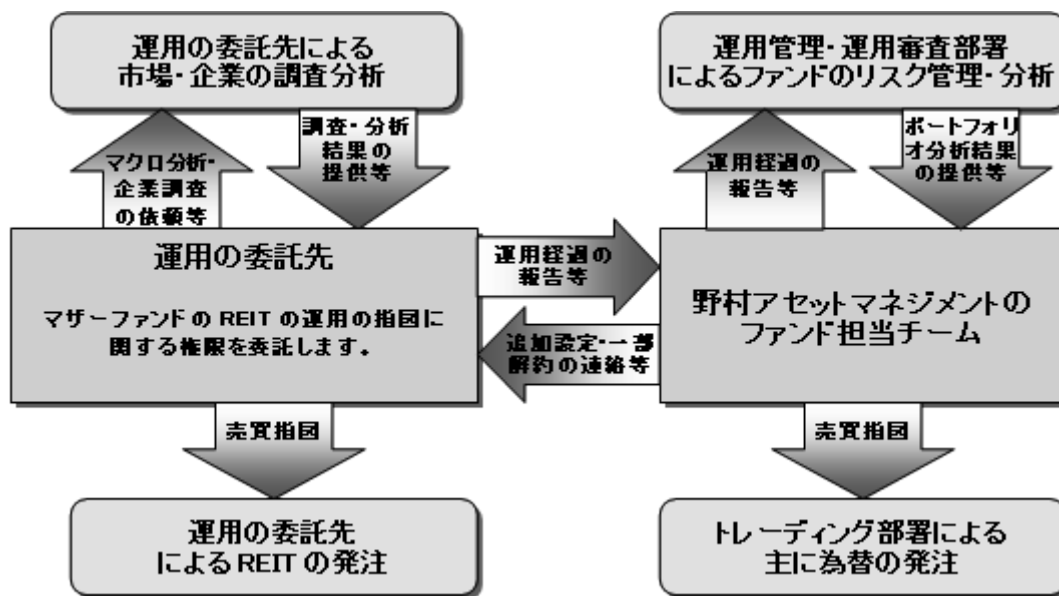 運用の委託先による
市場・企業の調査分析
運用管理・運用審査部署
によるファンドのリスク管理・分析
マクロ分析・
企業調査
の依頼等
調査・分析
結果の
提供等
運用経過の
報告等
ポートフォリ
オ分析結果
の提供等
運用の委託先
マザーファンドの REIT の運用の指図に
関する権限を委託します。
運用経過の
報告等
追加設定・一部
解約の連絡等
野村アセットマネジメントの
ファンド担当チーム
売買指図
売買指図
運用の委託先
による REIT の発注
トレーディング部署による
主に為替の発注